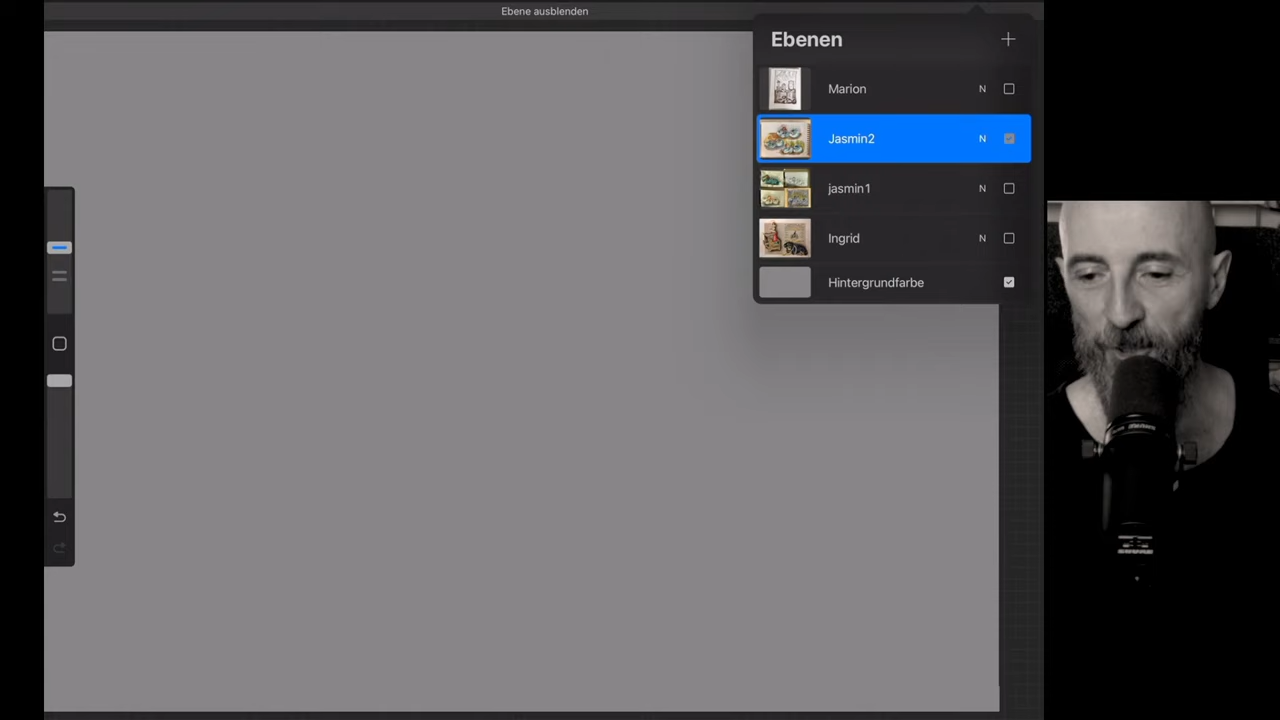 Ebene ausblenden
Ebenen
Marion N
Jasmin2 N
jasmin1 N
Ingrid N
Hintergrundfarbe